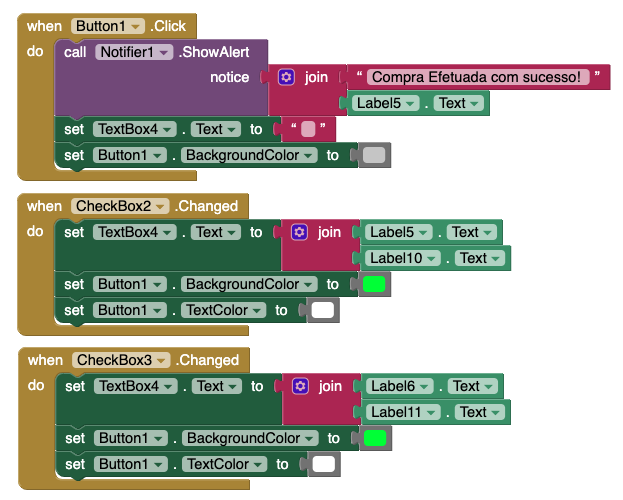 when Button1 .Click
do call Notifier1 .ShowAlert
notice join “ Compra Efetuada com sucesso! ”
Label5 . Text
set TextBox4 . Text to “ ”
set Button1 . BackgroundColor to
when CheckBox2 .Changed
do set TextBox4 . Text to join Label5 . Text
Label10 . Text
set Button1 . BackgroundColor to
set Button1 . TextColor to
when CheckBox3 .Changed
do set TextBox4 . Text to join Label6 . Text
Label11 . Text
set Button1 . BackgroundColor to
set Button1 . TextColor to